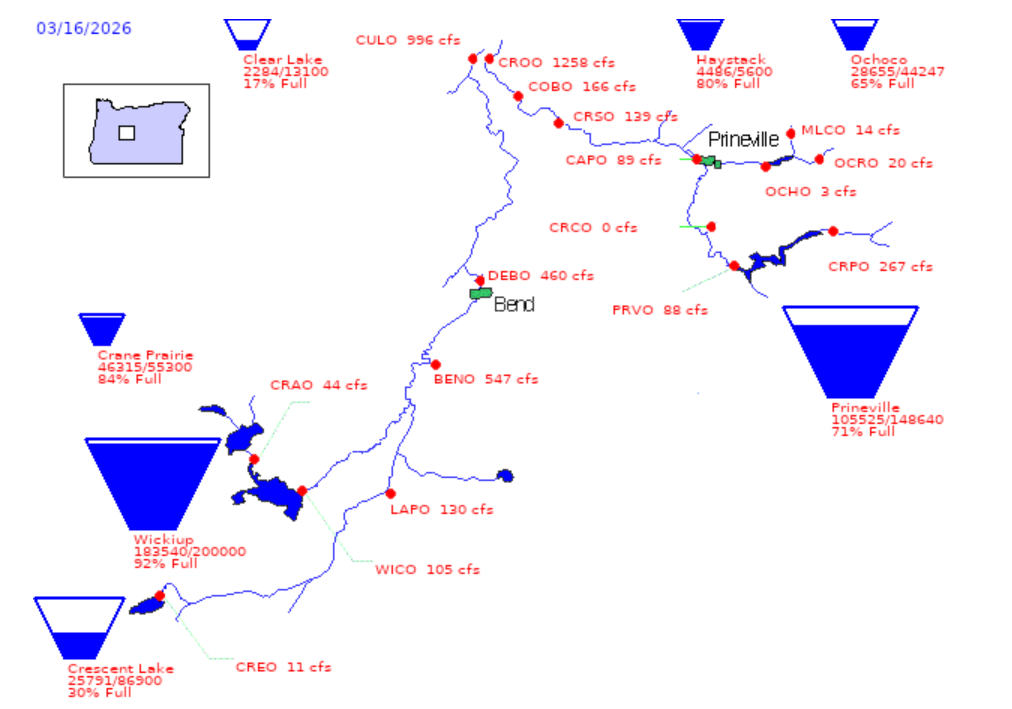 03/16/2026
Clear Lake
2284/13100
17% Full
CULO 996 cfs
CROO 1258 cfs
COBO 166 cfs
CRSO 139 cfs
Haystack
4486/5600
80% Full
Ochoco
28655/44247
65% Full
Prineville
MLCO 14 cfs
CAPO 89 cfs
OCRO 20 cfs
OCHO 3 cfs
CRCO 0 cfs
CRPO 267 cfs
DEBO 460 cfs
Bend
PRVO 88 cfs
Crane Prairie
46315/55300
84% Full
BENO 547 cfs
CRAO 44 cfs
Prineville
105525/148640
71% Full
LAPO 130 cfs
Wickiup
183540/200000
92% Full
WICO 105 cfs
CREO 11 cfs
Crescent Lake
25791/86900
30% Full